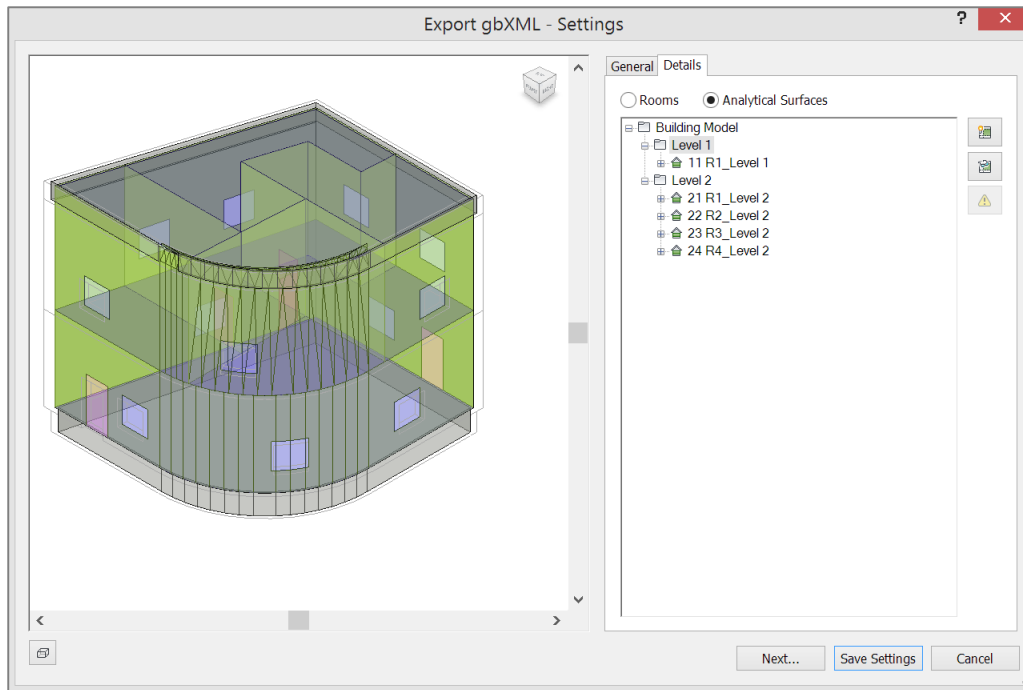 Export gbXML - Settings
?
General Details
Rooms Analytical Surfaces
Building Model
Level 1
11 R1_Level 1
Level 2
21 R1_Level 2
22 R2_Level 2
23 R3_Level 2
24 R4_Level 2
Next... Save Settings Cancel